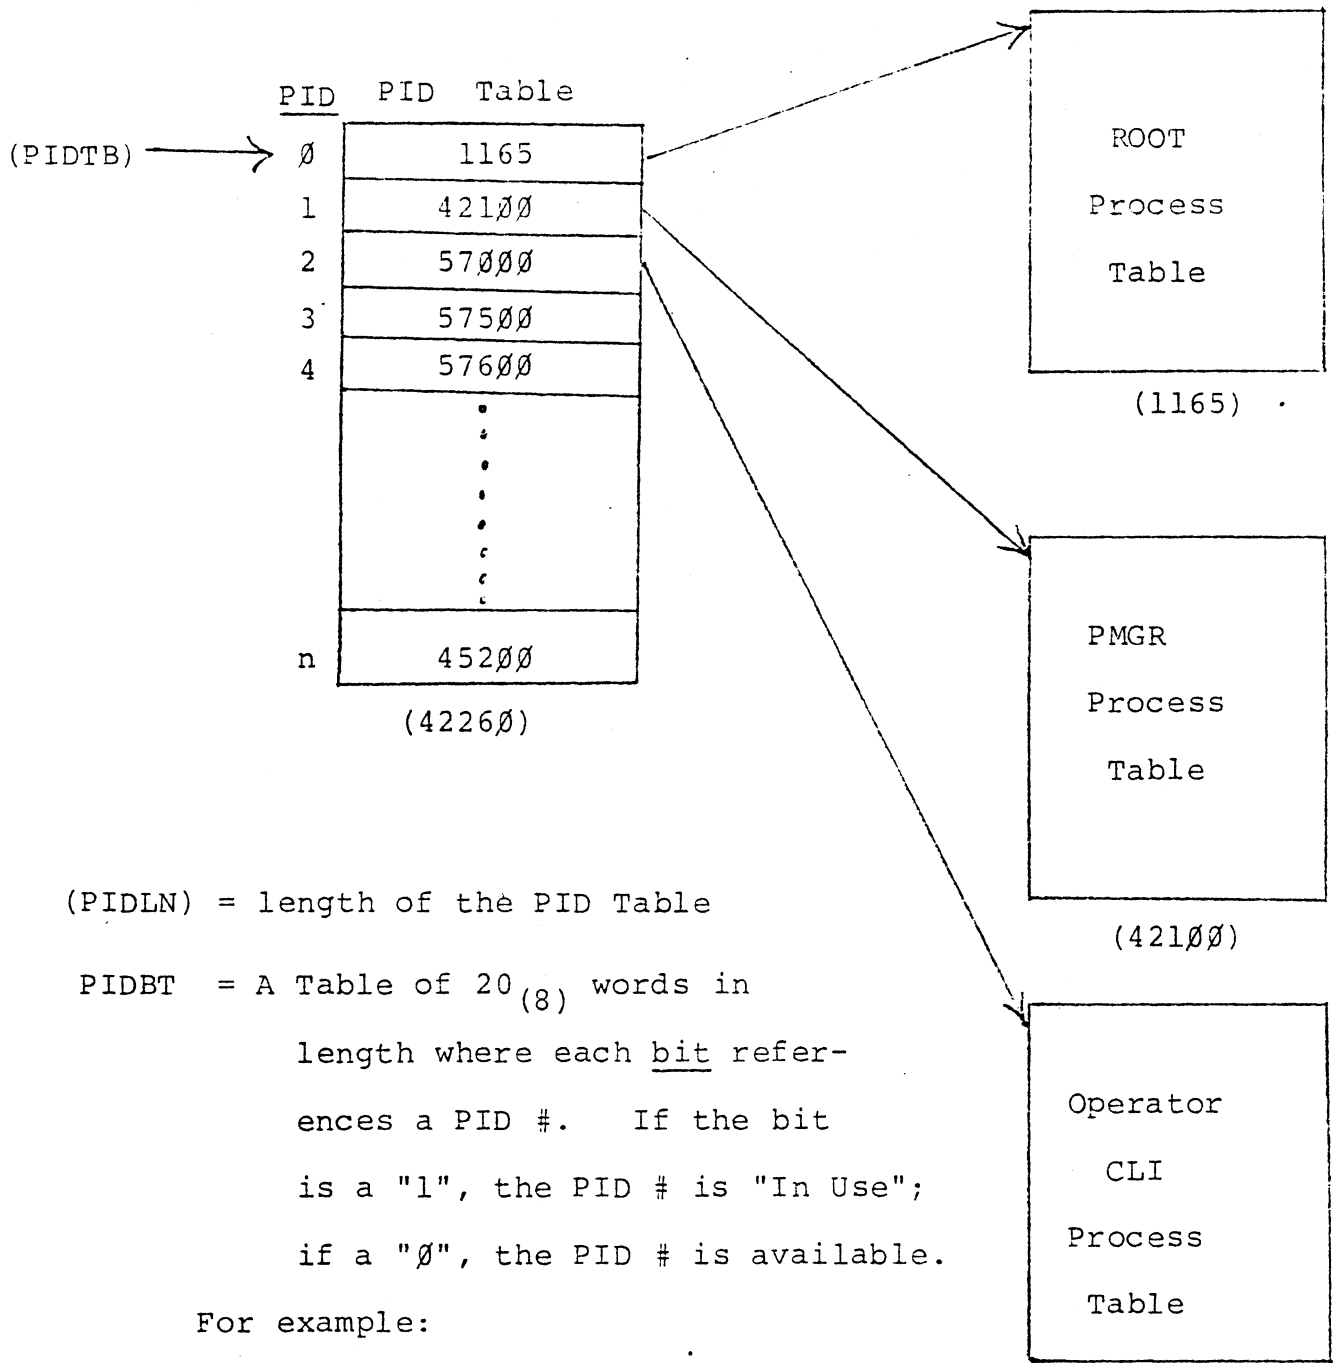 PID PID Table
(PIDTB) Ø 1165
1 421ØØ
2 57ØØØ
3 575ØØ
4 576ØØ
n 452ØØ
(4226Ø)
ROOT
Process
Table
(1165)
PMGR
Process
Table
(421ØØ)
Operator
CLI
Process
Table
(PIDLN) = length of the PID Table
PIDBT = A Table of 20(8) words in
length where each bit refer-
ences a PID #. If the bit
is a "1", the PID # is "In Use";
if a "Ø", the PID # is available.
For example: